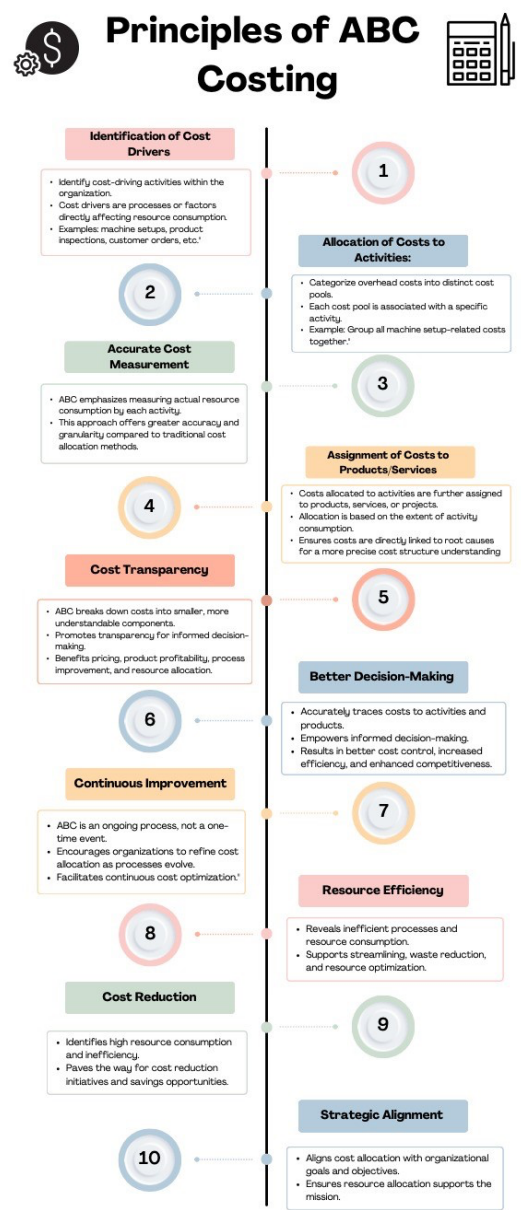 Principles of ABC
Costing
$
Identification of Cost
Drivers
1
• Identify cost-driving activities within the
organization.
• Cost drivers are processes or factors
directly affecting resource consumption.
• Examples: machine setups, product
inspections, customer orders, etc."
Allocation of Costs to
Activities:
2
• Categorize overhead costs into distinct cost
pools.
• Each cost pool is associated with a specific
activity.
• Example: Group all machine setup-related costs
together."
Accurate Cost
Measurement
3
• ABC emphasizes measuring actual resource
consumption by each activity.
• This approach offers greater accuracy and
granularity compared to traditional cost
allocation methods.
Assignment of Costs to
Products/Services
4
• Costs allocated to activities are further assigned
to products, services, or projects.
• Allocation is based on the extent of activity
consumption.
• Ensures costs are directly linked to root causes
for a more precise cost structure understanding
Cost Transparency
5
• ABC breaks down costs into smaller, more
understandable components.
• Promotes transparency for informed decision-
making.
• Benefits pricing, product profitability, process
improvement, and resource allocation.
Better Decision-Making
6
• Accurately traces costs to activities and
products.
• Empowers informed decision-making.
• Results in better cost control, increased
efficiency, and enhanced competitiveness.
Continuous Improvement
7
• ABC is an ongoing process, not a one-
time event.
• Encourages organizations to refine cost
allocation as processes evolve.
• Facilitates continuous cost optimization."
Resource Efficiency
8
• Reveals inefficient processes and
resource consumption.
• Supports streamlining, waste reduction,
and resource optimization.
Cost Reduction
9
• Identifies high resource consumption
and inefficiency.
• Paves the way for cost reduction
initiatives and savings opportunities.
Strategic Alignment
10
• Aligns cost allocation with organizational
goals and objectives.
• Ensures resource allocation supports the
mission.